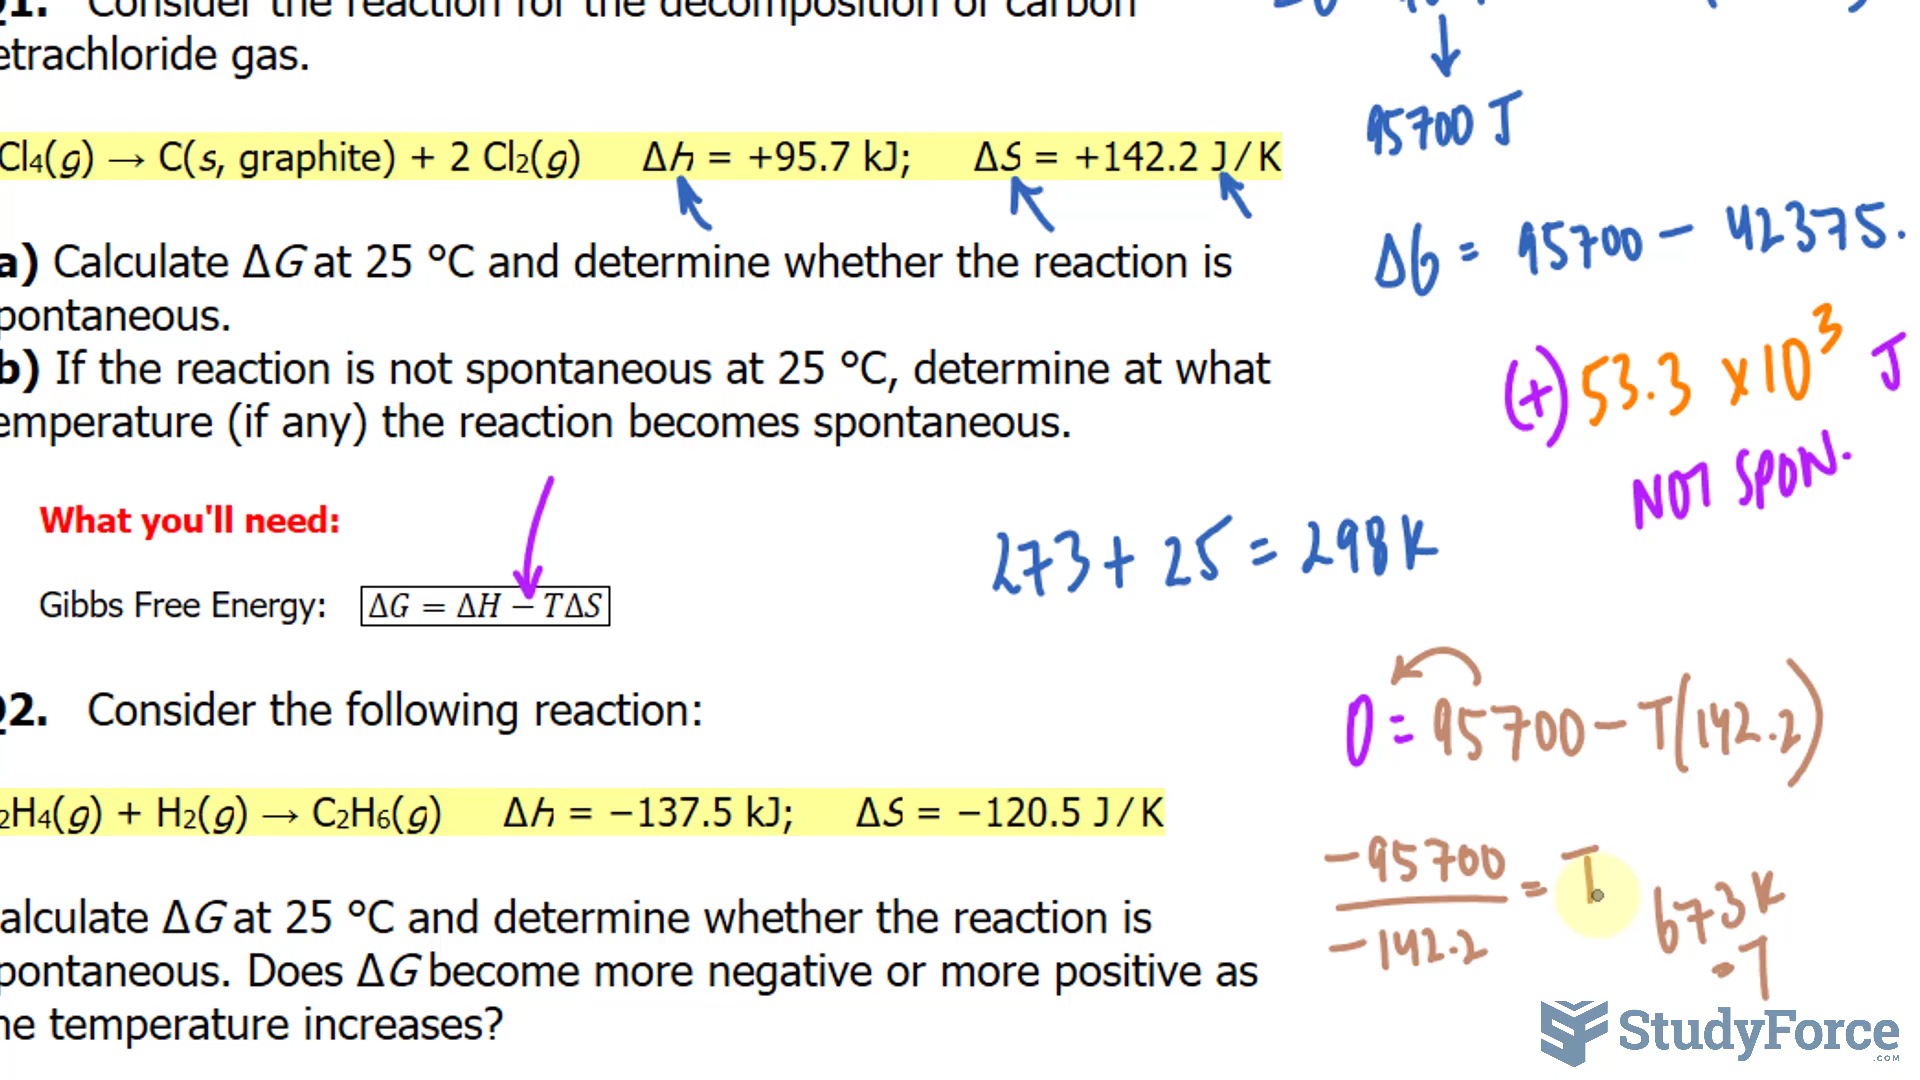 Q1. Consider the reaction for the decomposition of carbon
etrachloride gas.
Cl4(g) → C(s, graphite) + 2 Cl2(g) Δh = +95.7 kJ; ΔS = +142.2 J/K
a) Calculate ΔG at 25 °C and determine whether the reaction is
pontaneous.
b) If the reaction is not spontaneous at 25 °C, determine at what
emperature (if any) the reaction becomes spontaneous.
What you'll need:
Gibbs Free Energy: ΔG = ΔH − TΔS
273 + 25 = 298 K
95700 J
ΔG = 95700 − 42375.
(+) 53.3 x10³ J
NOT SPON.
0 = 95700 − T(142.2)
−95700
= T
−142.2
673 K
.7
Q2. Consider the following reaction:
2H4(g) + H2(g) → C2H6(g) Δh = −137.5 kJ; ΔS = −120.5 J/K
alculate ΔG at 25 °C and determine whether the reaction is
pontaneous. Does ΔG become more negative or more positive as
he temperature increases?
StudyForce
.COM